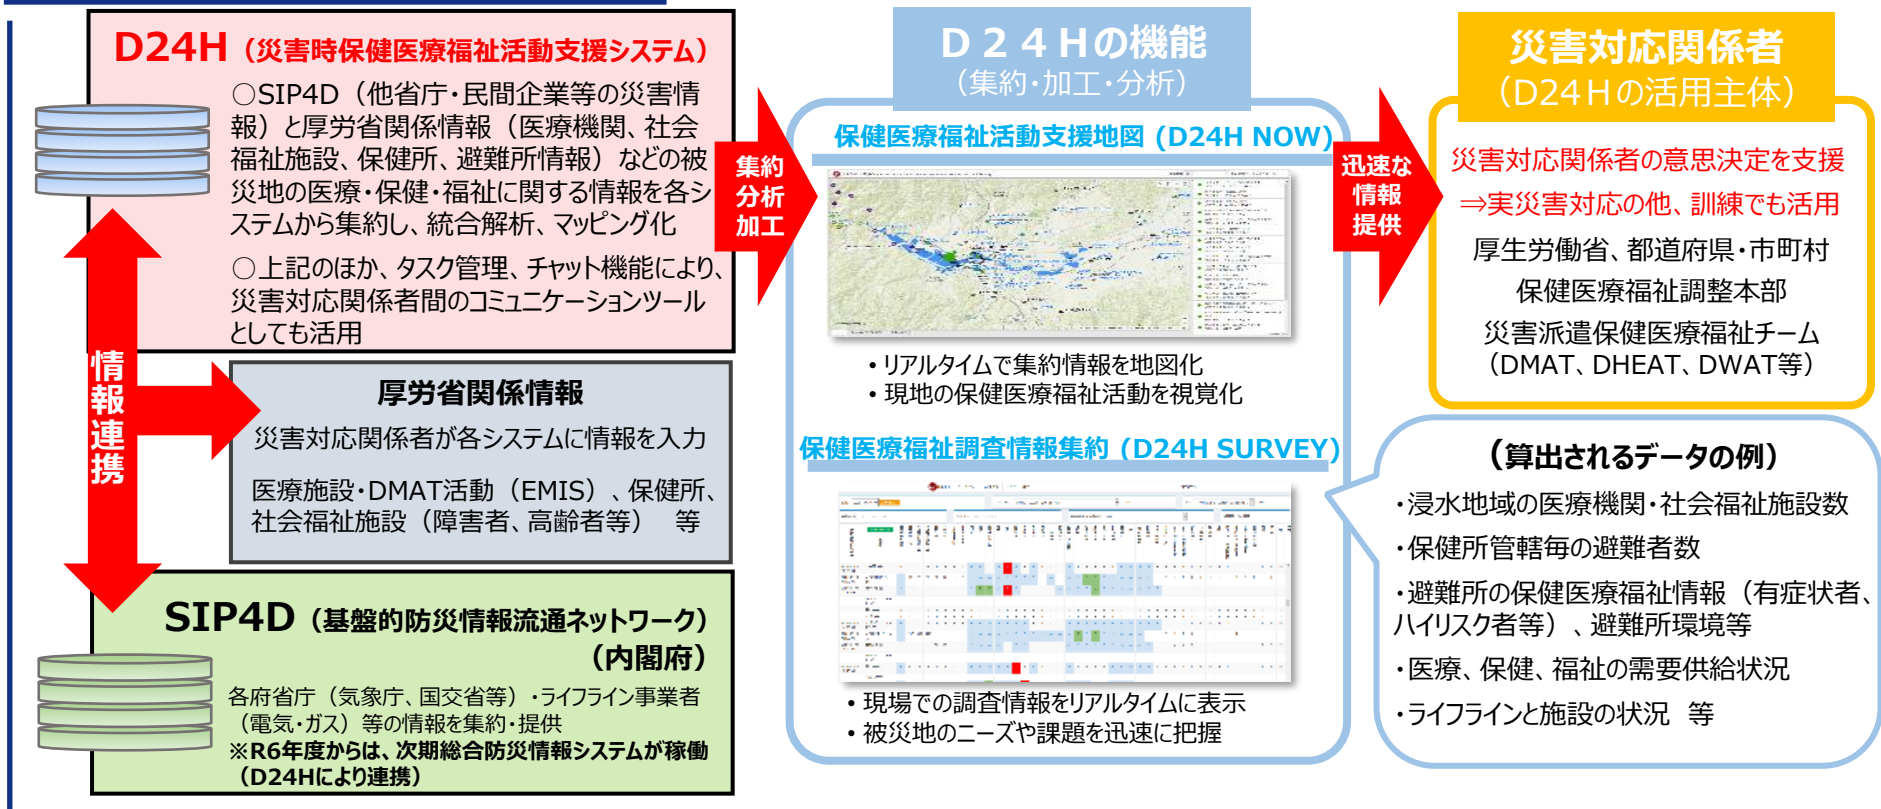 D24H（災害時保健医療福祉活動支援システム）
○SIP4D（他省庁・民間企業等の災害情
報）と厚労省関係情報（医療機関、社会
福祉施設、保健所、避難所情報）などの被
災地の医療・保健・福祉に関する情報を各シ
ステムから集約し、統合解析、マッピング化
○上記のほか、タスク管理、チャット機能により、
災害対応関係者間のコミュニケーションツール
としても活用
情報連携
厚労省関係情報
災害対応関係者が各システムに情報を入力
医療施設・DMAT活動（EMIS）、保健所、
社会福祉施設（障害者、高齢者等）　等
SIP4D（基盤的防災情報流通ネットワーク）
（内閣府）
各府省庁（気象庁、国交省等）・ライフライン事業者
（電気・ガス）等の情報を集約・提供
※R6年度からは、次期総合防災情報システムが稼働
（D24Hにより連携）
集約
分析
加工
D24Hの機能
（集約・加工・分析）
保健医療福祉活動支援地図 (D24H NOW)
・リアルタイムで集約情報を地図化
・現地の保健医療福祉活動を視覚化
保健医療福祉調査情報集約 (D24H SURVEY)
・現場での調査情報をリアルタイムに表示
・被災地のニーズや課題を迅速に把握
迅速な
情報
提供
災害対応関係者
（D24Hの活用主体）
災害対応関係者の意思決定を支援
⇒実災害対応の他、訓練でも活用
厚生労働省、都道府県・市町村
保健医療福祉調整本部
災害派遣保健医療福祉チーム
（DMAT、DHEAT、DWAT等）
（算出されるデータの例）
・浸水地域の医療機関・社会福祉施設数
・保健所管轄毎の避難者数
・避難所の保健医療福祉情報（有症状者、
ハイリスク者等）、避難所環境等
・医療、保健、福祉の需要供給状況
・ライフラインと施設の状況　等